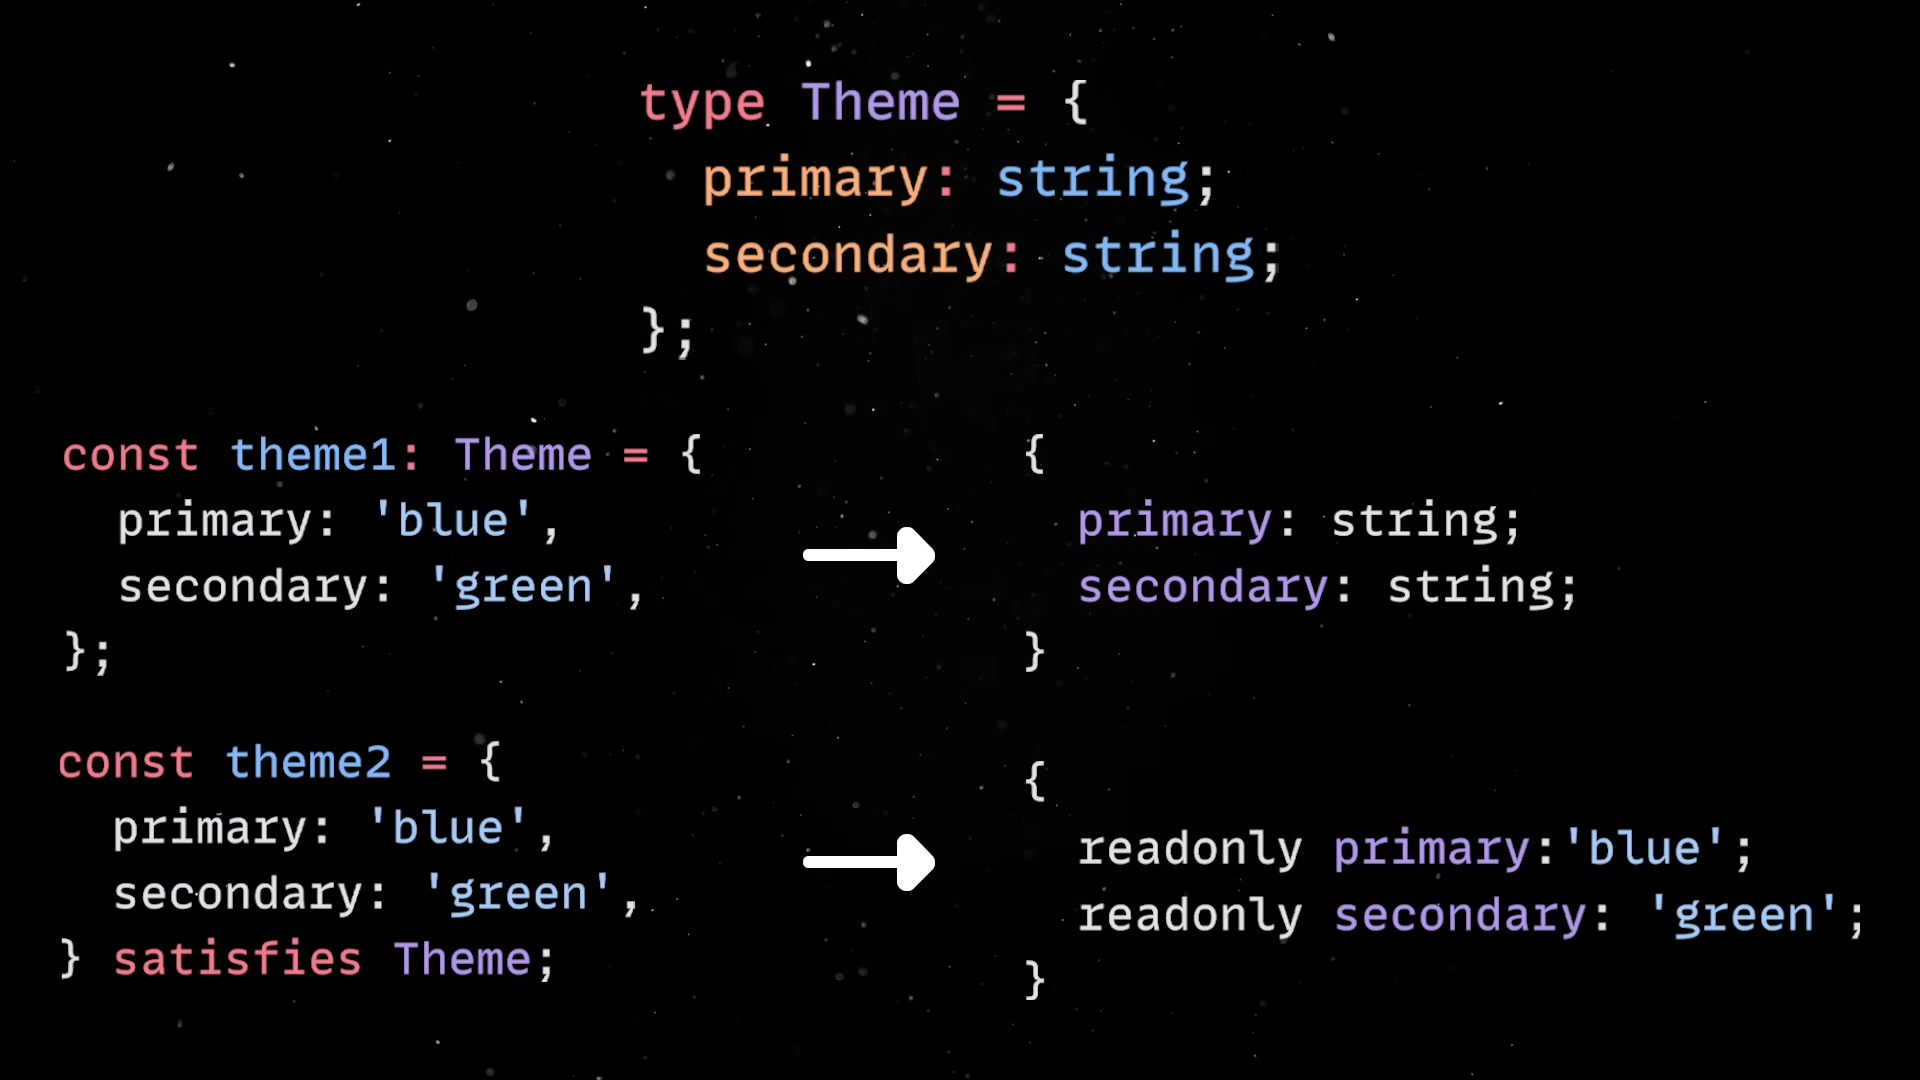 type Theme = {
  primary: string;
  secondary: string;
};
const theme1: Theme = {
  primary: 'blue',
  secondary: 'green',
};
{
  primary: string;
  secondary: string;
}
const theme2 = {
  primary: 'blue',
  secondary: 'green',
} satisfies Theme;
{
  readonly primary:'blue';
  readonly secondary: 'green';
}